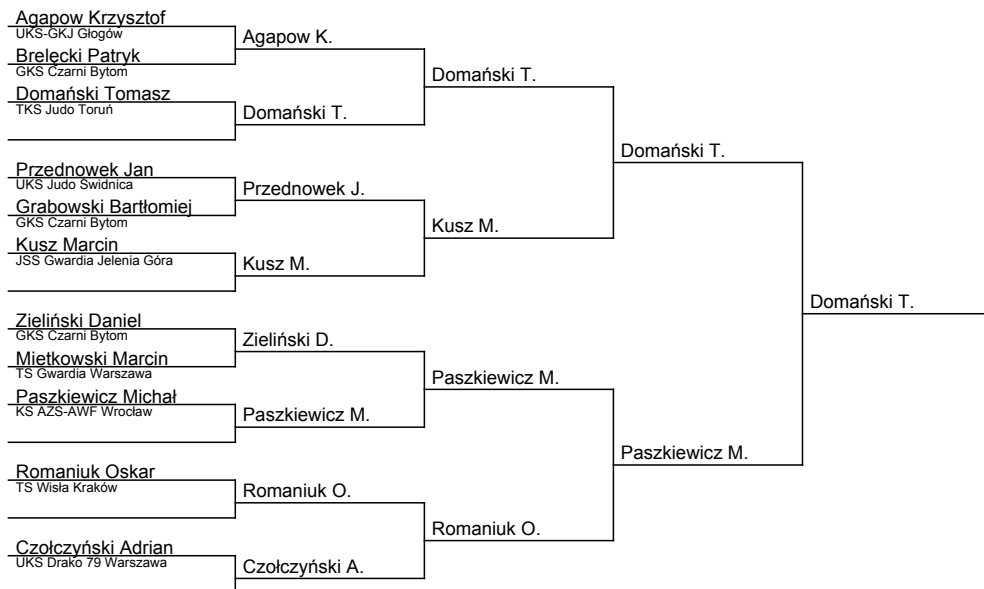 Agapow Krzysztof
UKS-GKJ Głogów
Brelęcki Patryk
GKS Czarni Bytom
Domański Tomasz
TKS Judo Toruń
Przednowek Jan
UKS Judo Świdnica
Grabowski Bartłomiej
GKS Czarni Bytom
Kusz Marcin
JSS Gwardia Jelenia Góra
Zieliński Daniel
GKS Czarni Bytom
Mietkowski Marcin
TS Gwardia Warszawa
Paszkiewicz Michał
KS AZS-AWF Wrocław
Romaniuk Oskar
TS Wisła Kraków
Czołczyński Adrian
UKS Drako 79 Warszawa
Agapow K.
Domański T.
Przednowek J.
Kusz M.
Zieliński D.
Paszkiewicz M.
Romaniuk O.
Czołczyński A.
Domański T.
Kusz M.
Paszkiewicz M.
Romaniuk O.
Domański T.
Paszkiewicz M.
Domański T.